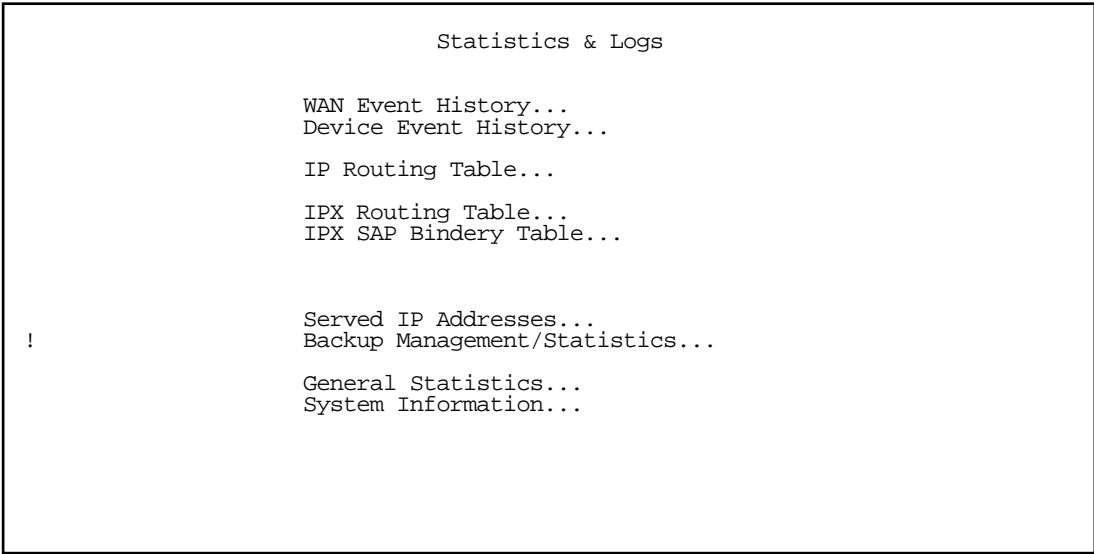 Statistics & Logs
WAN Event History...
Device Event History...
IP Routing Table...
IPX Routing Table...
IPX SAP Bindery Table...
Served IP Addresses...
! Backup Management/Statistics...
General Statistics...
System Information...